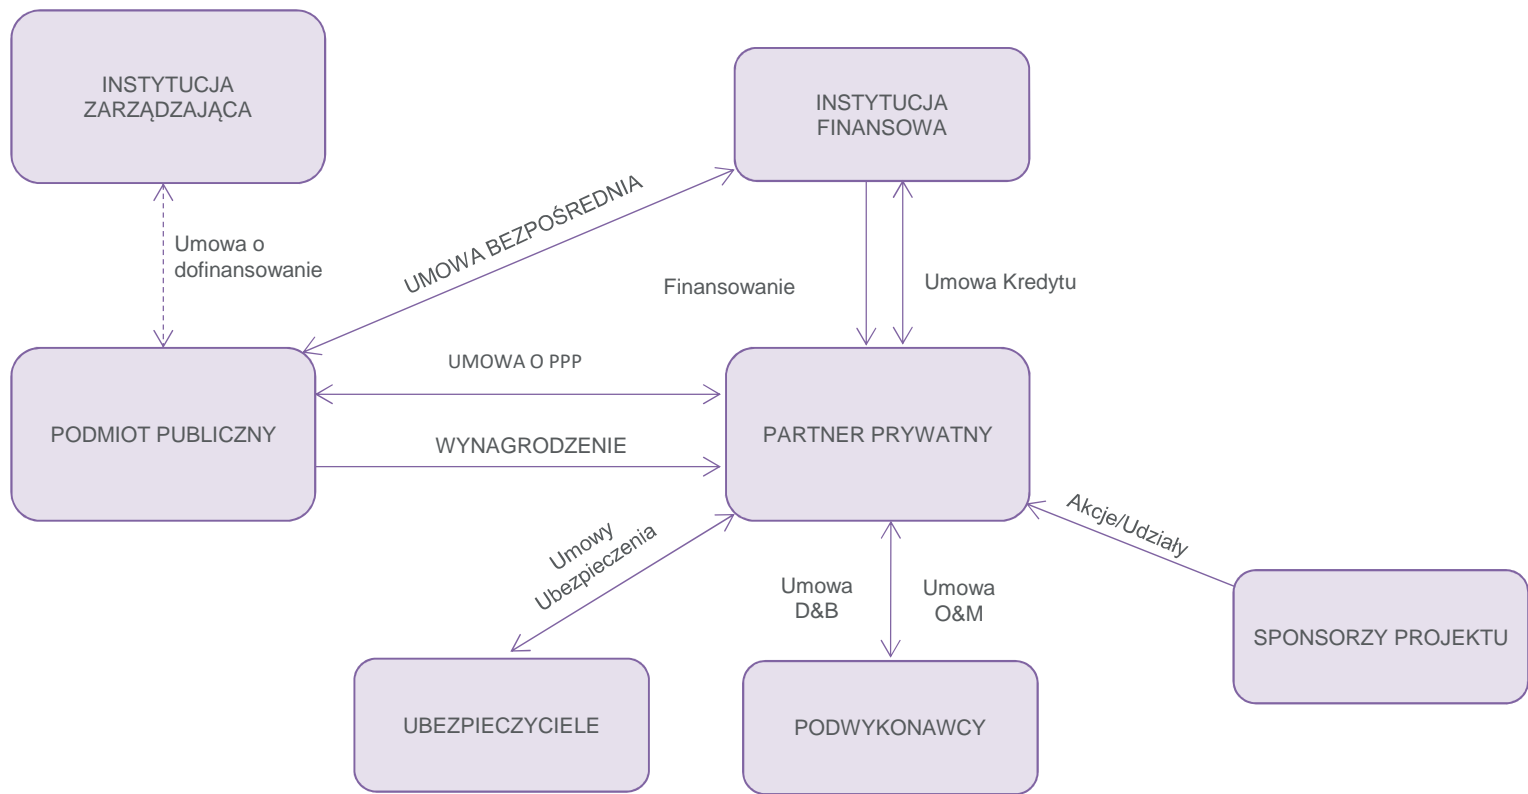 INSTYTUCJA
ZARZĄDZAJĄCA
INSTYTUCJA
FINANSOWA
UMOWA BEZPOŚREDNIA
Umowa o
dofinansowanie
Finansowanie
Umowa Kredytu
UMOWA O PPP
PODMIOT PUBLICZNY
WYNAGRODZENIE
PARTNER PRYWATNY
Akcje/Udziały
Umowy
Ubezpieczenia
Umowa
D&B
Umowa
O&M
SPONSORZY PROJEKTU
UBEZPIECZYCIELE
PODWYKONAWCY